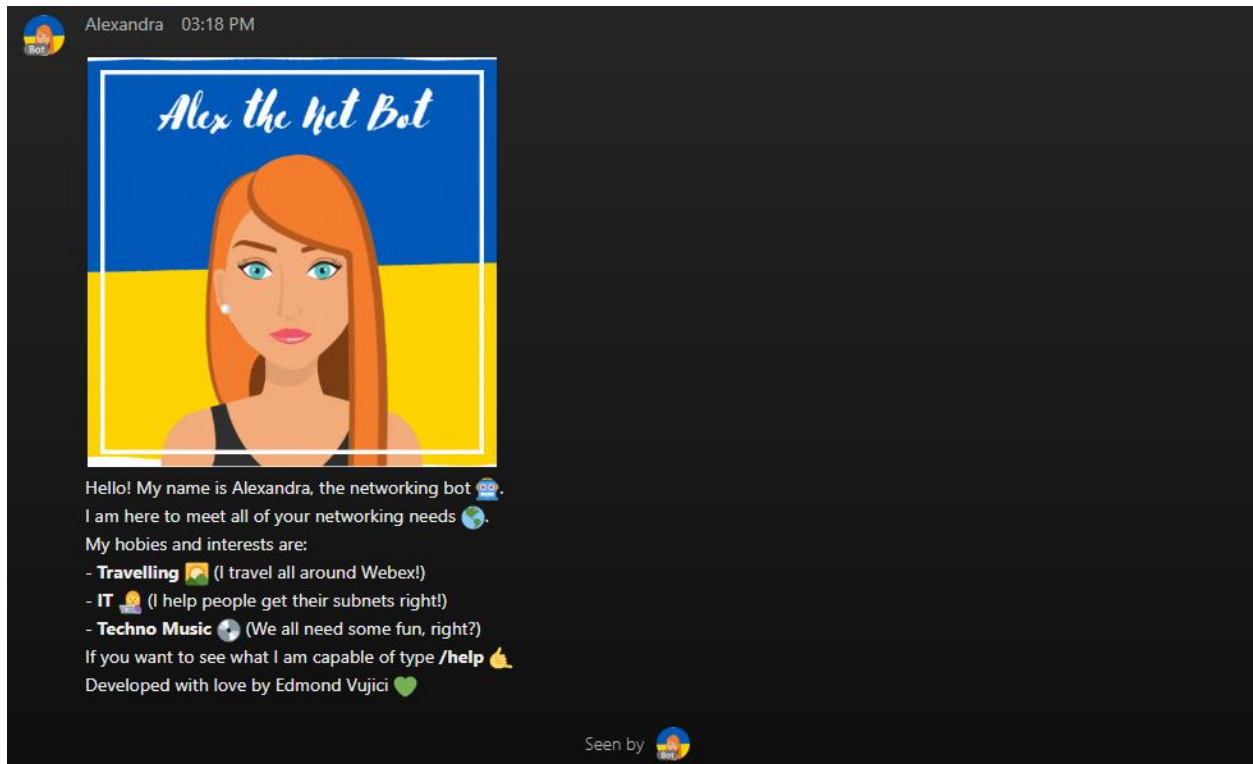 Alexandra 03:18 PM
Bot
Alex the Net Bot
Hello! My name is Alexandra, the networking bot 🤖.
I am here to meet all of your networking needs 🌎.
My hobies and interests are:
- Travelling 🌄 (I travel all around Webex!)
- IT 👩‍💻 (I help people get their subnets right!)
- Techno Music 💿 (We all need some fun, right?)
If you want to see what I am capable of type /help 🤙
Developed with love by Edmond Vujici 💚
Seen by
Bot